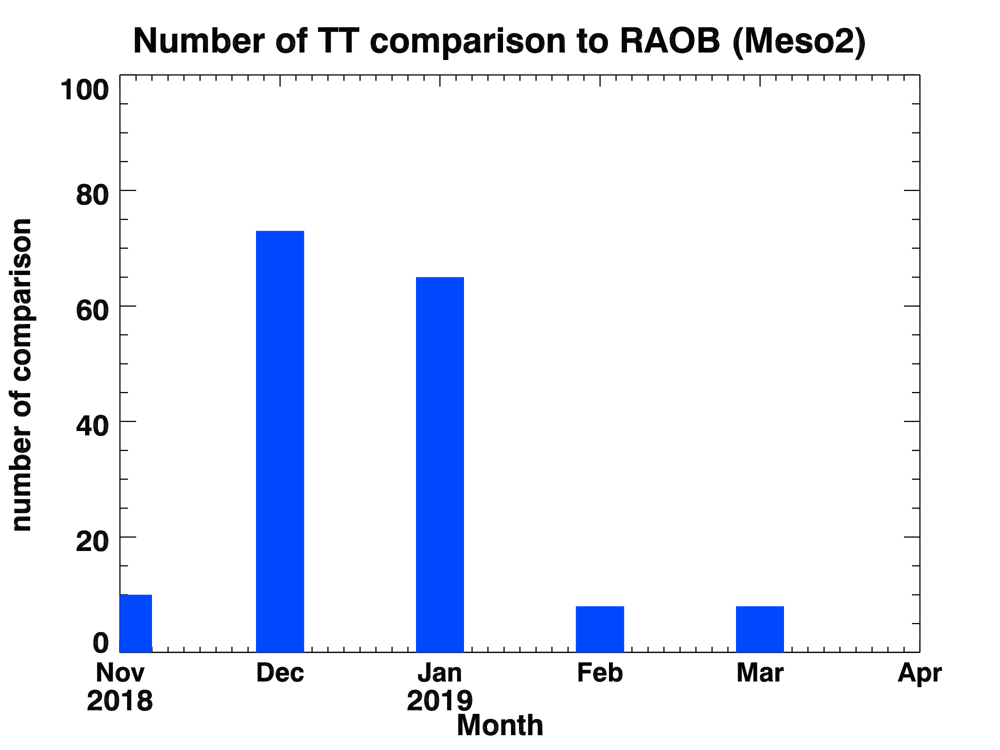 Number of TT comparison to RAOB (Meso2)
100
80
60
40
20
0
number of comparison
Nov Dec Jan Feb Mar Apr
2018 2019
Month